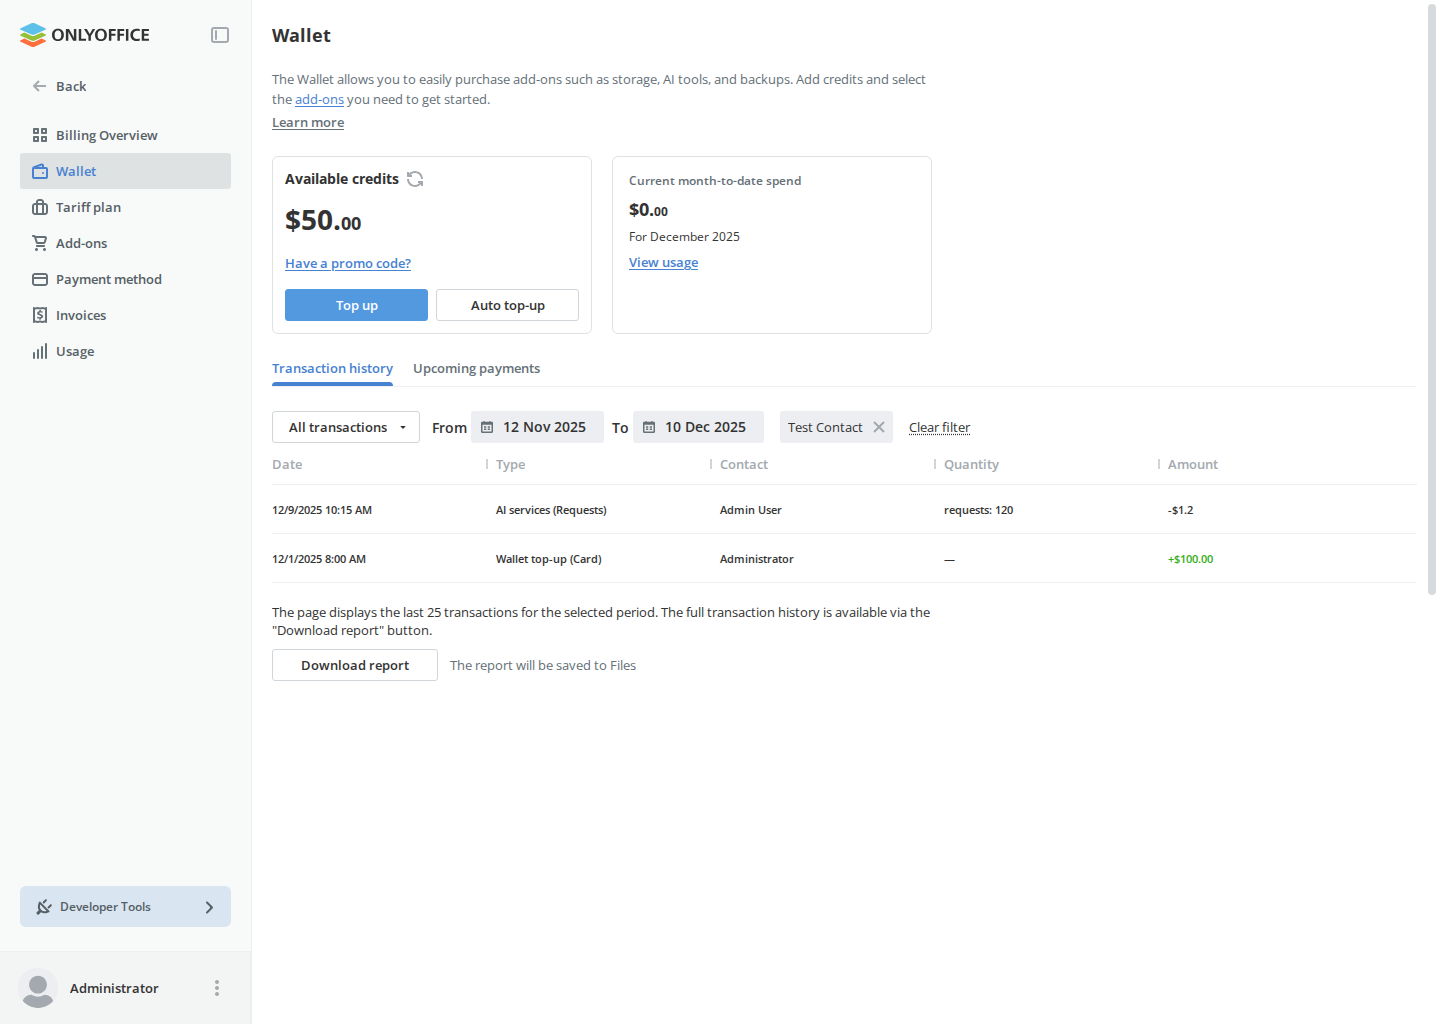 ONLYOFFICE
Back
Billing Overview
Wallet
Tariff plan
Add-ons
Payment method
Invoices
Usage
Developer Tools
Administrator
Wallet
The Wallet allows you to easily purchase add-ons such as storage, AI tools, and backups. Add credits and select
the add-ons you need to get started.
Learn more
Available credits
$50.00
Have a promo code?
Top up Auto top-up
Current month-to-date spend
$0.00
For December 2025
View usage
Transaction history Upcoming payments
All transactions From 12 Nov 2025 To 10 Dec 2025 Test Contact Clear filter
Date Type Contact Quantity Amount
12/9/2025 10:15 AM AI services (Requests) Admin User requests: 120 -$1.2
12/1/2025 8:00 AM Wallet top-up (Card) Administrator — +$100.00
The page displays the last 25 transactions for the selected period. The full transaction history is available via the
"Download report" button.
Download report The report will be saved to Files